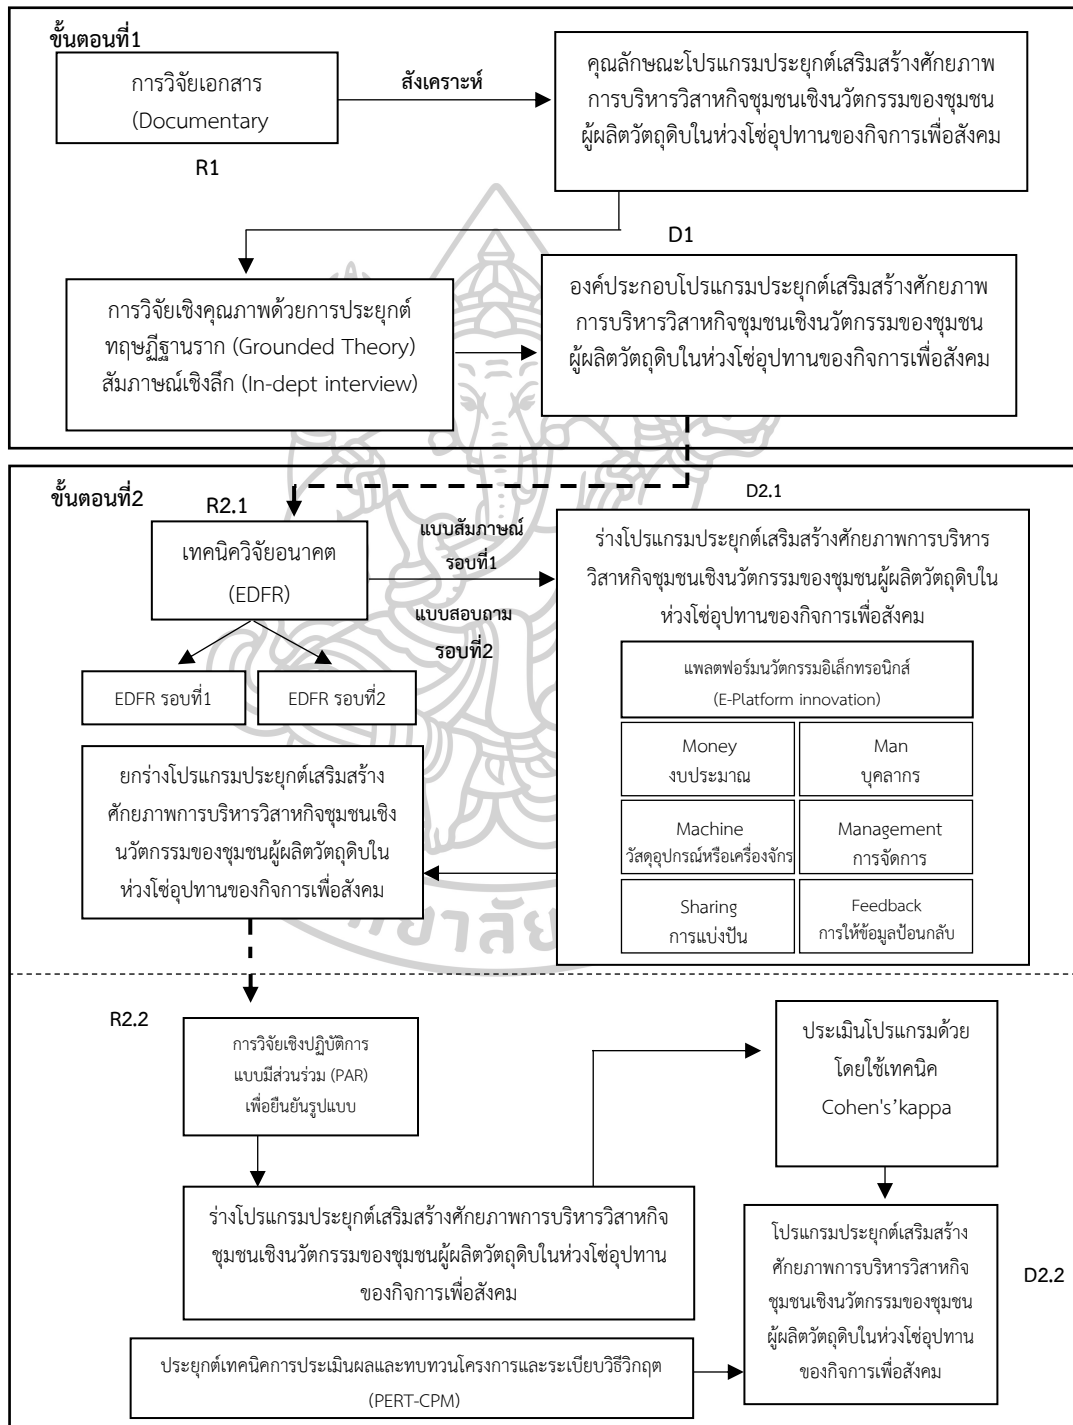 ขั้นตอนที่1
การวิจัยเอกสาร
(Documentary
สังเคราะห์
คุณลักษณะโปรแกรมประยุกต์เสริมสร้างศักยภาพ
การบริหารวิสาหกิจชุมชนเชิงนวัตกรรมของชุมชน
ผู้ผลิตวัตถุดิบในห่วงโซ่อุปทานของกิจการเพื่อสังคม
R1
D1
การวิจัยเชิงคุณภาพด้วยการประยุกต์
ทฤษฎีฐานราก (Grounded Theory)
สัมภาษณ์เชิงลึก (In-dept interview)
องค์ประกอบโปรแกรมประยุกต์เสริมสร้างศักยภาพ
การบริหารวิสาหกิจชุมชนเชิงนวัตกรรมของชุมชน
ผู้ผลิตวัตถุดิบในห่วงโซ่อุปทานของกิจการเพื่อสังคม
ขั้นตอนที่2
R2.1
เทคนิควิจัยอนาคต
(EDFR)
แบบสัมภาษณ์
รอบที่1
แบบสอบถาม
รอบที่2
EDFR รอบที่1
EDFR รอบที่2
D2.1
ร่างโปรแกรมประยุกต์เสริมสร้างศักยภาพการบริหาร
วิสาหกิจชุมชนเชิงนวัตกรรมของชุมชนผู้ผลิตวัตถุดิบใน
ห่วงโซ่อุปทานของกิจการเพื่อสังคม
แพลตฟอร์มนวัตกรรมอิเล็กทรอนิกส์
(E-Platform innovation)
Money
งบประมาณ
Man
บุคลากร
Machine
วัสดุอุปกรณ์หรือเครื่องจักร
Management
การจัดการ
Sharing
การแบ่งปัน
Feedback
การให้ข้อมูลป้อนกลับ
ยกร่างโปรแกรมประยุกต์เสริมสร้าง
ศักยภาพการบริหารวิสาหกิจชุมชนเชิง
นวัตกรรมของชุมชนผู้ผลิตวัตถุดิบใน
ห่วงโซ่อุปทานของกิจการเพื่อสังคม
R2.2
การวิจัยเชิงปฏิบัติการ
แบบมีส่วนร่วม (PAR)
เพื่อยืนยันรูปแบบ
ประเมินโปรแกรมด้วย
โดยใช้เทคนิค
Cohen's'kappa
ร่างโปรแกรมประยุกต์เสริมสร้างศักยภาพการบริหารวิสาหกิจ
ชุมชนเชิงนวัตกรรมของชุมชนผู้ผลิตวัตถุดิบในห่วงโซ่อุปทาน
ของกิจการเพื่อสังคม
โปรแกรมประยุกต์เสริมสร้าง
ศักยภาพการบริหารวิสาหกิจ
ชุมชนเชิงนวัตกรรมของชุมชน
ผู้ผลิตวัตถุดิบในห่วงโซ่อุปทาน
ของกิจการเพื่อสังคม
D2.2
ประยุกต์เทคนิคการประเมินผลและทบทวนโครงการและระเบียบวิธีวิกฤต
(PERT-CPM)